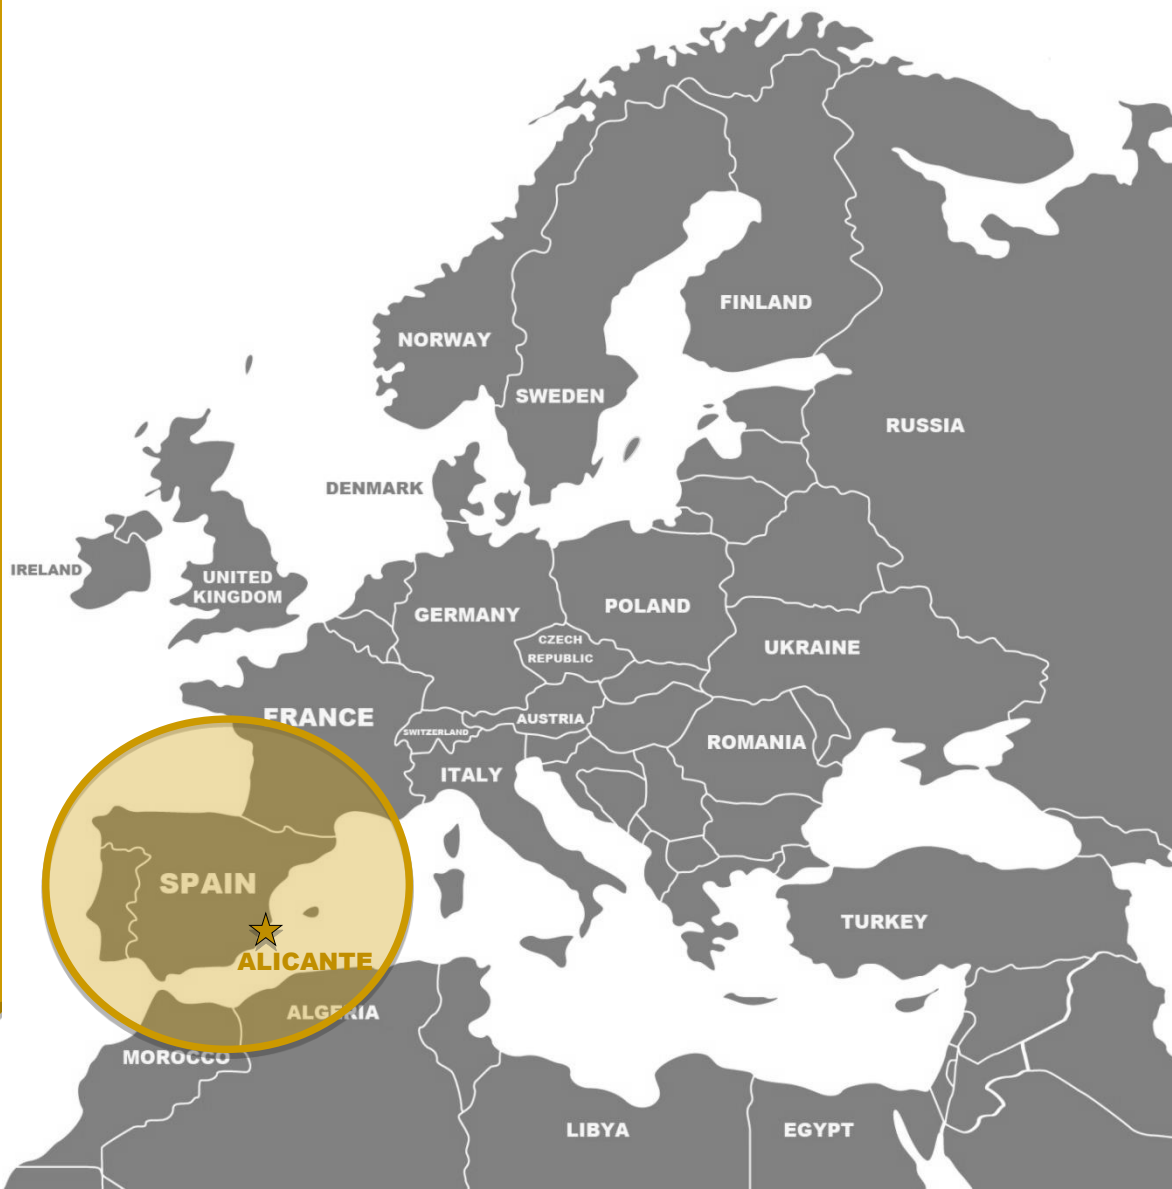 FINLAND
NORWAY
SWEDEN
RUSSIA
DENMARK
IRELAND
UNITED
KINGDOM
GERMANY
POLAND
CZECH
REPUBLIC
UKRAINE
FRANCE
AUSTRIA
SWITZERLAND
ROMANIA
ITALY
SPAIN
TURKEY
ALICANTE
ALGERIA
MOROCCO
LIBYA
EGYPT